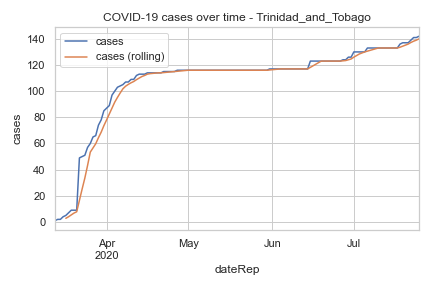 COVID-19 cases over time - Trinidad_and_Tobago
cases
cases (rolling)
140
120
100
80
60
40
20
0
cases
Apr
2020
May
Jun
Jul
dateRep